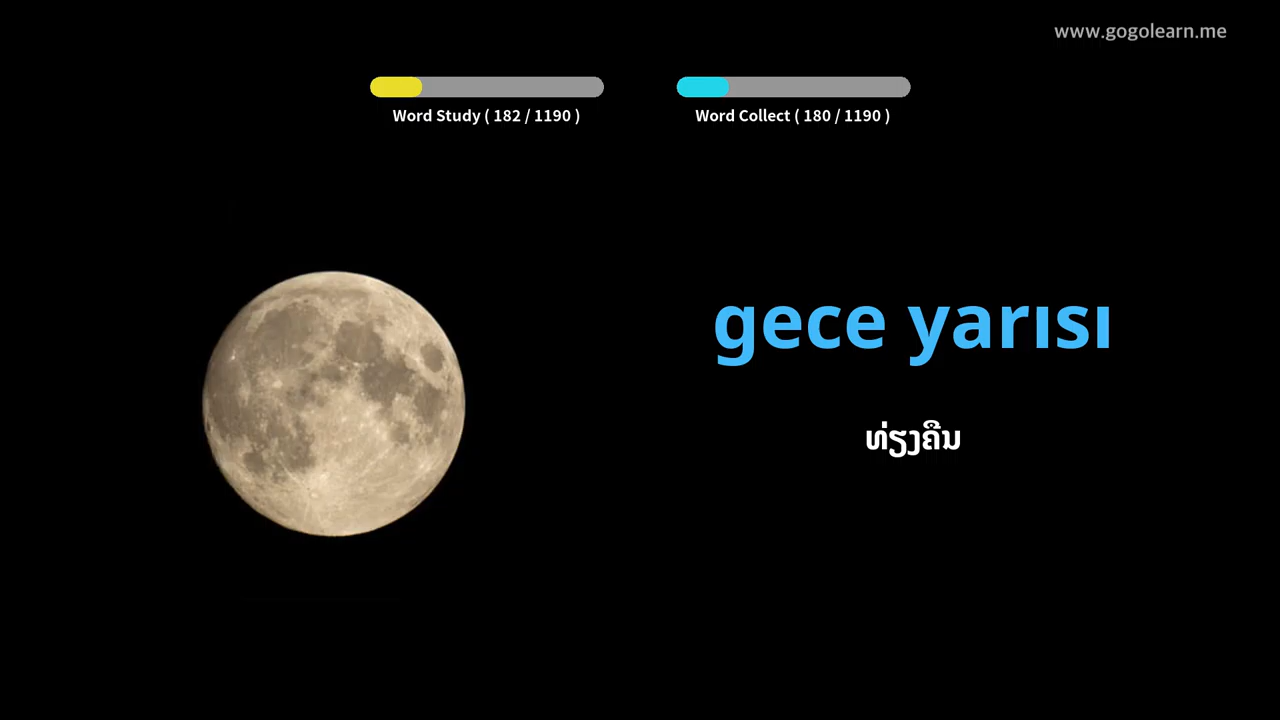 www.gogolearn.me
Word Study ( 182 / 1190 )
Word Collect ( 180 / 1190 )
gece yarısı
ທ່ຽງຄືນ